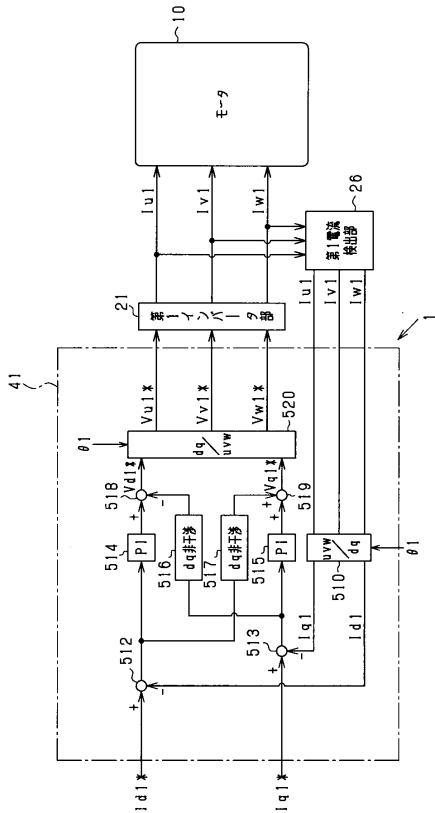 41
Id1*
Iq1*
512
+
-
513
+
-
514
PI
516
dq非干渉
517
dq非干渉
515
PI
518
+
-
Vd1*
519
+
+
Vq1*
θ1
dq/uvw
520
Vu1*
Vv1*
Vw1*
21
第1インバータ部
Iu1
Iv1
Iw1
10
モータ
26
第1電流
検出部
Iu1
Iv1
Iw1
uvw/dq
510
θ1
Iq1
Id1
1